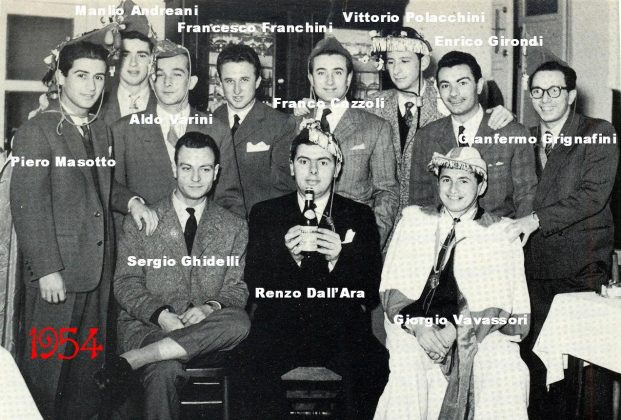 Manlio Andreani
Francesco Franchini
Vittorio Polacchini
Enrico Girondi
Franco Cazzoli
Aldo Varini
Gianfermo Grignafini
Piero Masotto
Sergio Ghidelli
Renzo Dall'Ara
Giorgio Vavassori
1954